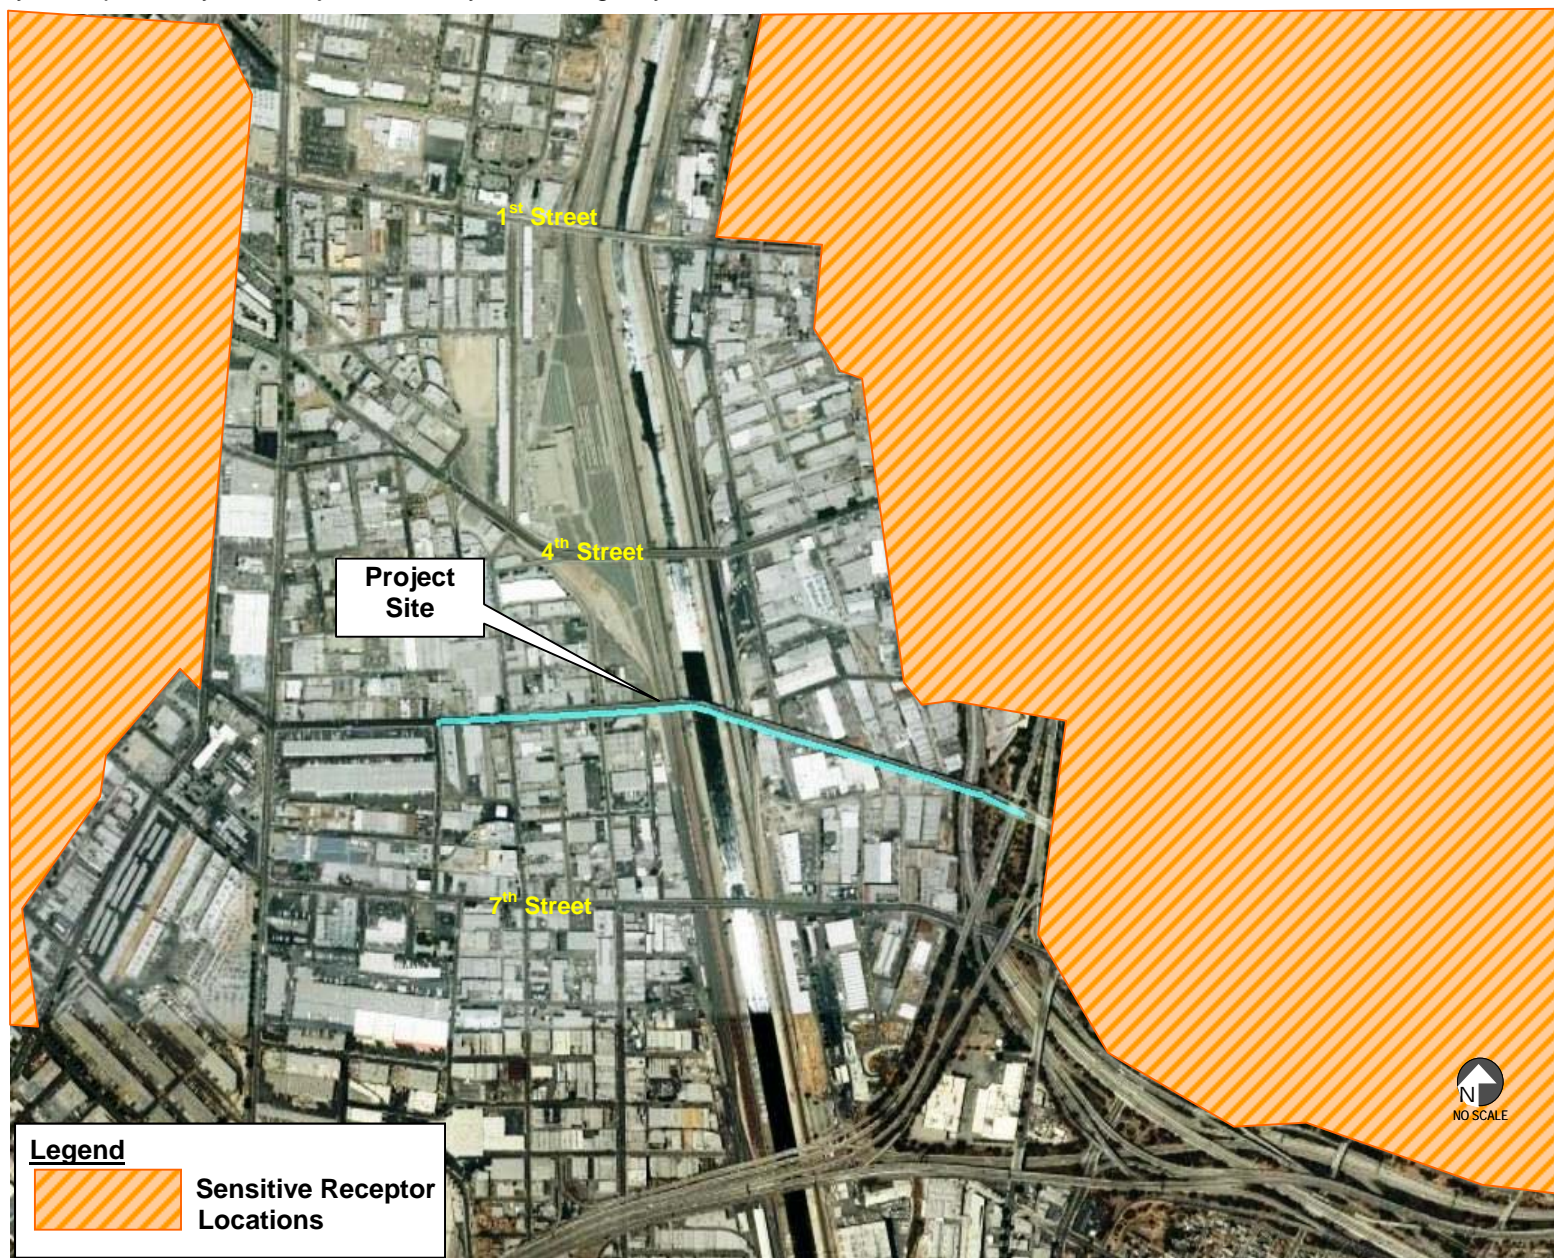 1st Street
4th Street
Project
Site
7th Street
N
NO SCALE
Legend
Sensitive Receptor
Locations